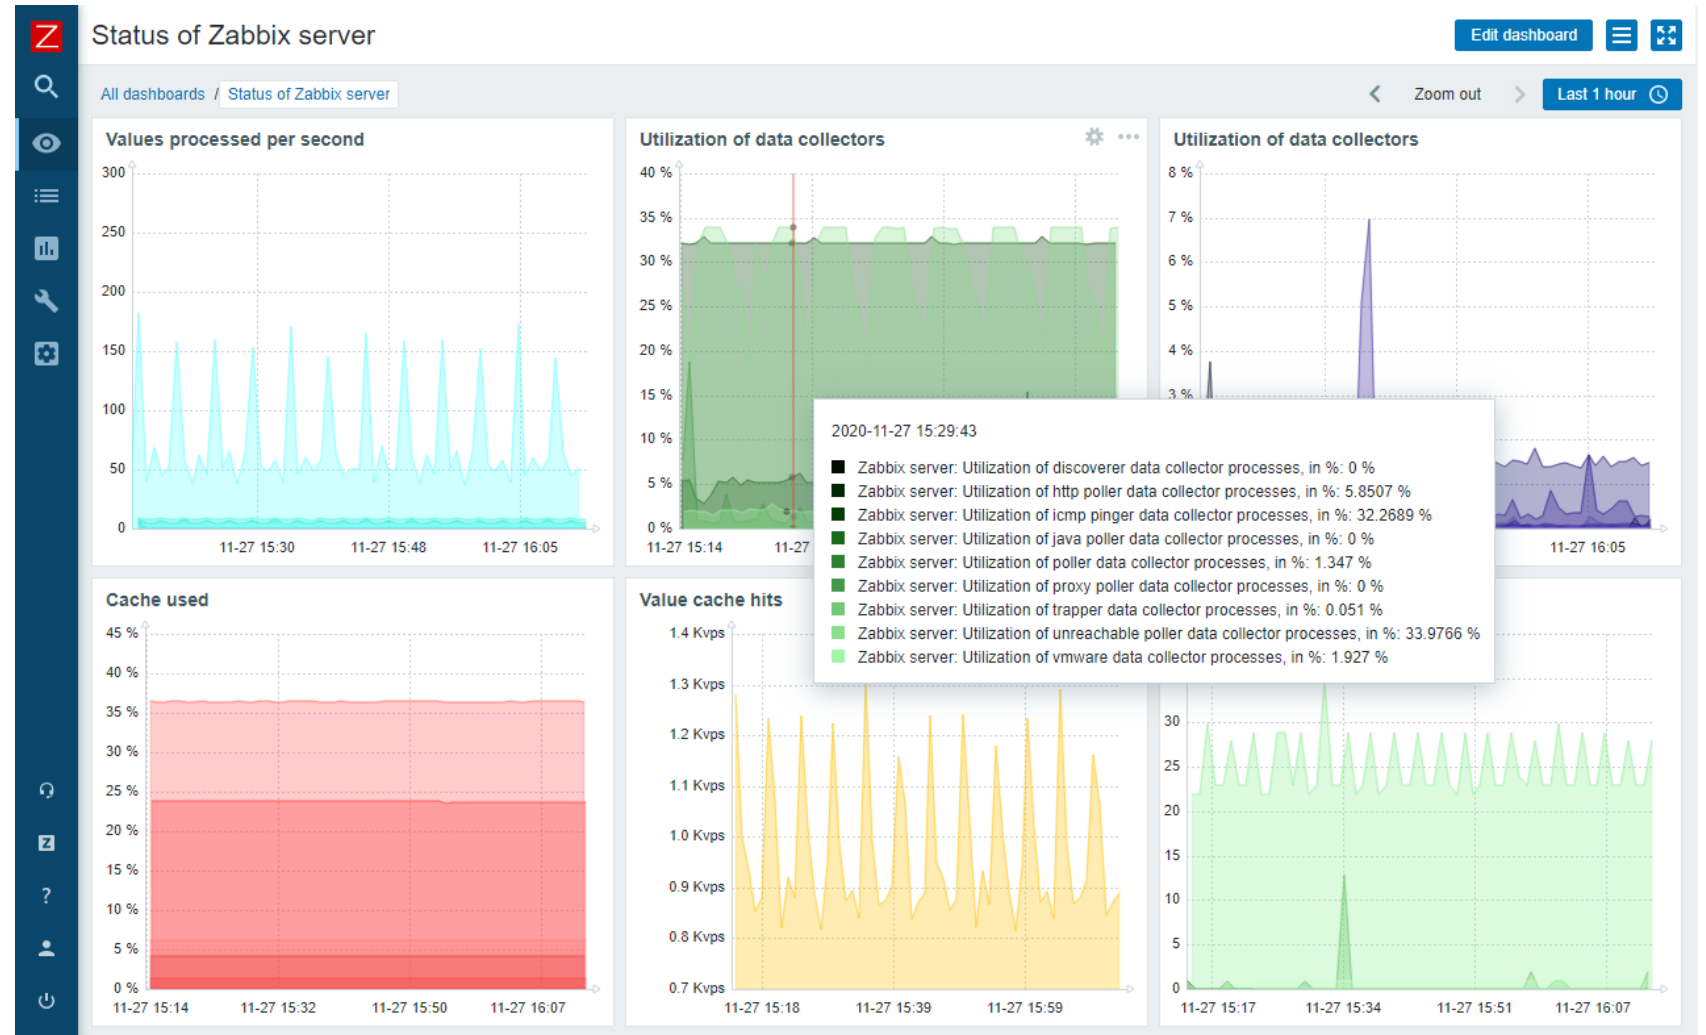 Z
Status of Zabbix server
Edit dashboard
All dashboards / Status of Zabbix server
Zoom out
Last 1 hour
Values processed per second
300
250
200
150
100
50
0
11-27 15:30 11-27 15:48 11-27 16:05
Utilization of data collectors
40 %
35 %
30 %
25 %
20 %
15 %
10 %
5 %
0 %
11-27 15:14 11-27
Utilization of data collectors
8 %
7 %
6 %
5 %
4 %
3 %
11-27 16:05
2020-11-27 15:29:43
Zabbix server: Utilization of discoverer data collector processes, in %: 0 %
Zabbix server: Utilization of http poller data collector processes, in %: 5.8507 %
Zabbix server: Utilization of icmp pinger data collector processes, in %: 32.2689 %
Zabbix server: Utilization of java poller data collector processes, in %: 0 %
Zabbix server: Utilization of poller data collector processes, in %: 1.347 %
Zabbix server: Utilization of proxy poller data collector processes, in %: 0 %
Zabbix server: Utilization of trapper data collector processes, in %: 0.051 %
Zabbix server: Utilization of unreachable poller data collector processes, in %: 33.9766 %
Zabbix server: Utilization of vmware data collector processes, in %: 1.927 %
Cache used
45 %
40 %
35 %
30 %
25 %
20 %
15 %
10 %
5 %
0 %
11-27 15:14 11-27 15:32 11-27 15:50 11-27 16:07
Value cache hits
1.4 Kvps
1.3 Kvps
1.2 Kvps
1.1 Kvps
1.0 Kvps
0.9 Kvps
0.8 Kvps
0.7 Kvps
11-27 15:18 11-27 15:39 11-27 15:59
30
25
20
15
10
5
0
11-27 15:17 11-27 15:34 11-27 15:51 11-27 16:07
Z
?